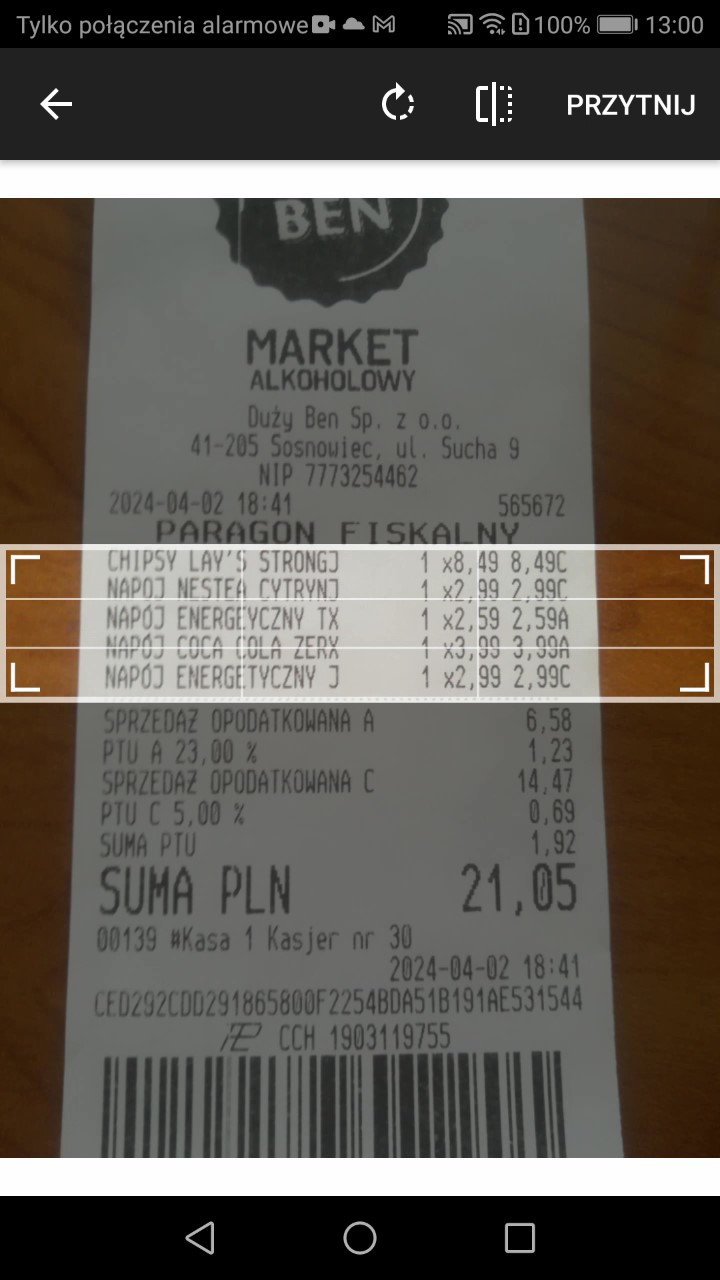 Tylko połączenia alarmowe 100% 13:00
PRZYTNIJ
BEN
MARKET
ALKOHOLOWY
Duży Ben Sp. z o.o.
41-205 Sosnowiec, ul. Sucha 9
NIP 7773254462
2024-04-02 18:41 565672
PARAGON FISKALNY
CHIPSY LAY'S STRONGJ 1 x8,49 8,49C
NAPÓJ NESTEA CYTRYNJ 1 x2,99 2,99C
NAPÓJ ENERGEYCZNY TX 1 x2,59 2,59A
NAPÓJ COCA COLA ZERX 1 x3,99 3,99A
NAPÓJ ENERGETYCZNY J 1 x2,99 2,99C
SPRZEDAŻ OPODATKOWANA A 6,58
PTU A 23,00 % 1,23
SPRZEDAŻ OPODATKOWANA C 14,47
PTU C 5,00 % 0,69
SUMA PTU 1,92
SUMA PLN 21,05
00139 #Kasa 1 Kasjer nr 30
2024-04-02 18:41
CED292CDD291865800F2254BDA51B191AE531544
CCH 1903119755